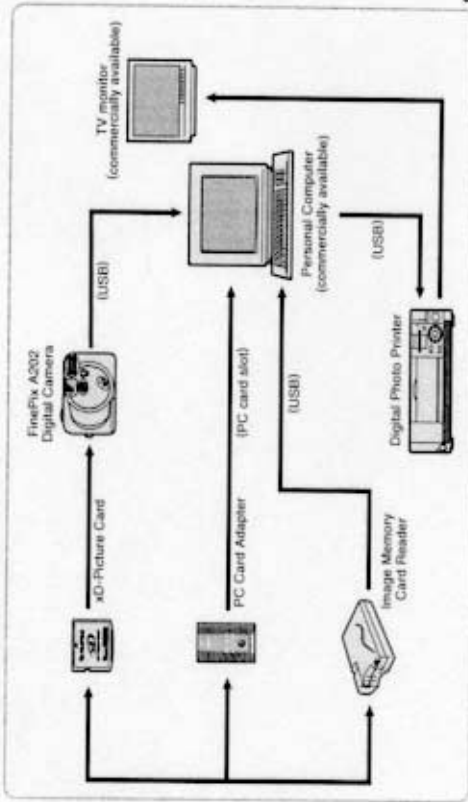 xD-Picture Card
FinePix A202
Digital Camera
(USB)
TV monitor
(commercially available)
PC Card Adapter
(PC card slot)
Personal Computer
(commercially available)
(USB)
(USB)
Image Memory
Card Reader
Digital Photo Printer